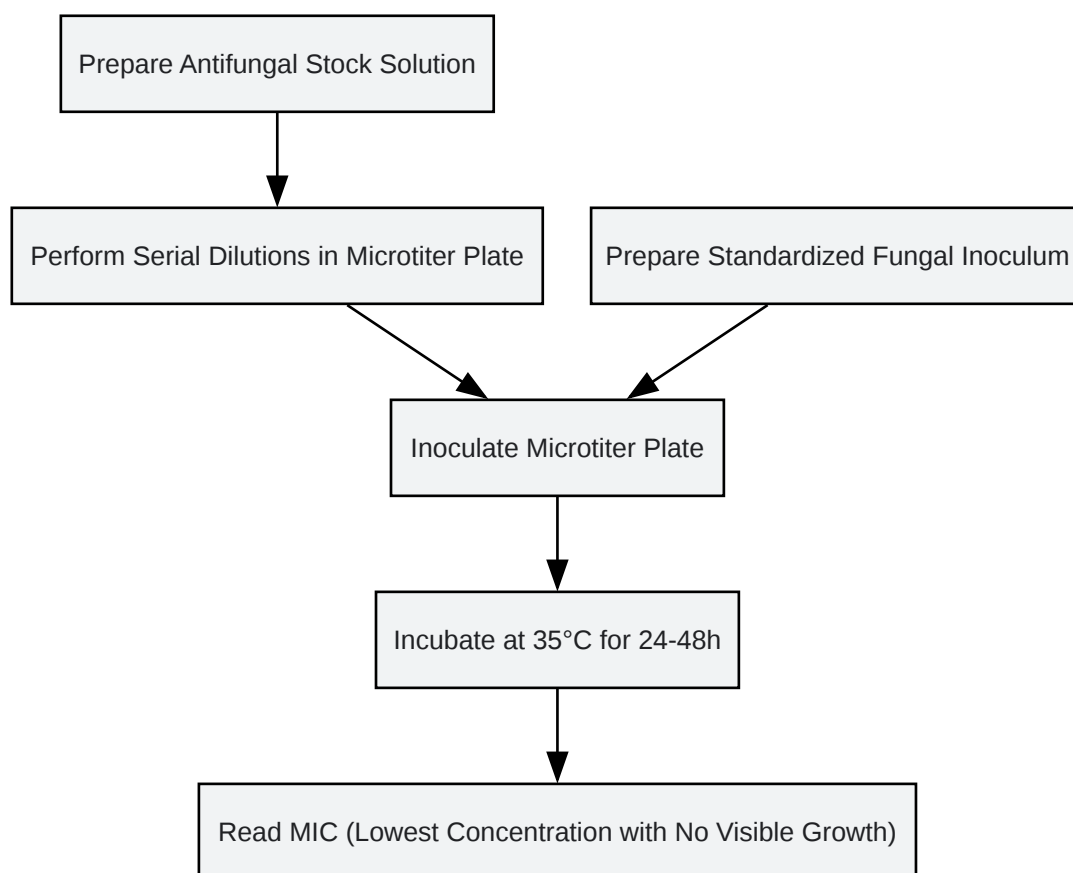 Prepare Antifungal Stock Solution
Perform Serial Dilutions in Microtiter Plate
Prepare Standardized Fungal Inoculum
Inoculate Microtiter Plate
Incubate at 35°C for 24-48h
Read MIC (Lowest Concentration with No Visible Growth)